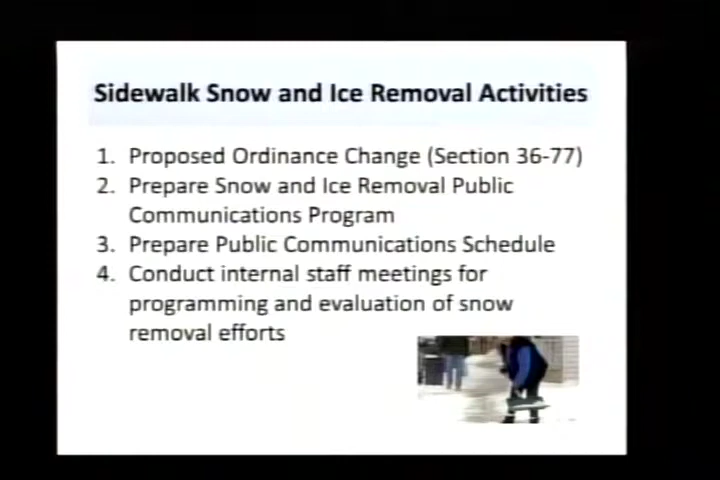 Sidewalk Snow and Ice Removal Activities
1. Proposed Ordinance Change (Section 36-77)
2. Prepare Snow and Ice Removal Public
Communications Program
3. Prepare Public Communications Schedule
4. Conduct internal staff meetings for
programming and evaluation of snow
removal efforts